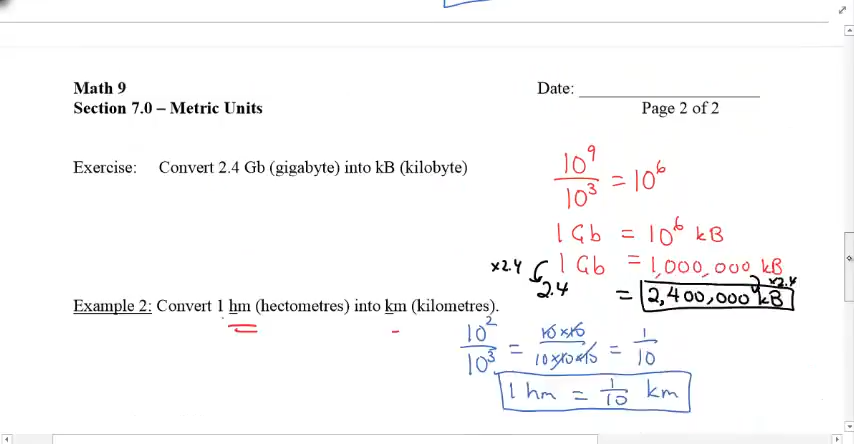 Math 9 Date: ____________________
Section 7.0 – Metric Units Page 2 of 2
Exercise: Convert 2.4 Gb (gigabyte) into kB (kilobyte)
10⁹/10³ = 10⁶
1 Gb = 10⁶ kB
×2.4 1 Gb = 1,000,000 kB ×2.4
2.4 = 2,400,000 kB
Example 2: Convert 1 hm (hectometres) into km (kilometres).
10²/10³ = 10×10/10×10×10 = 1/10
1 hm = 1/10 km